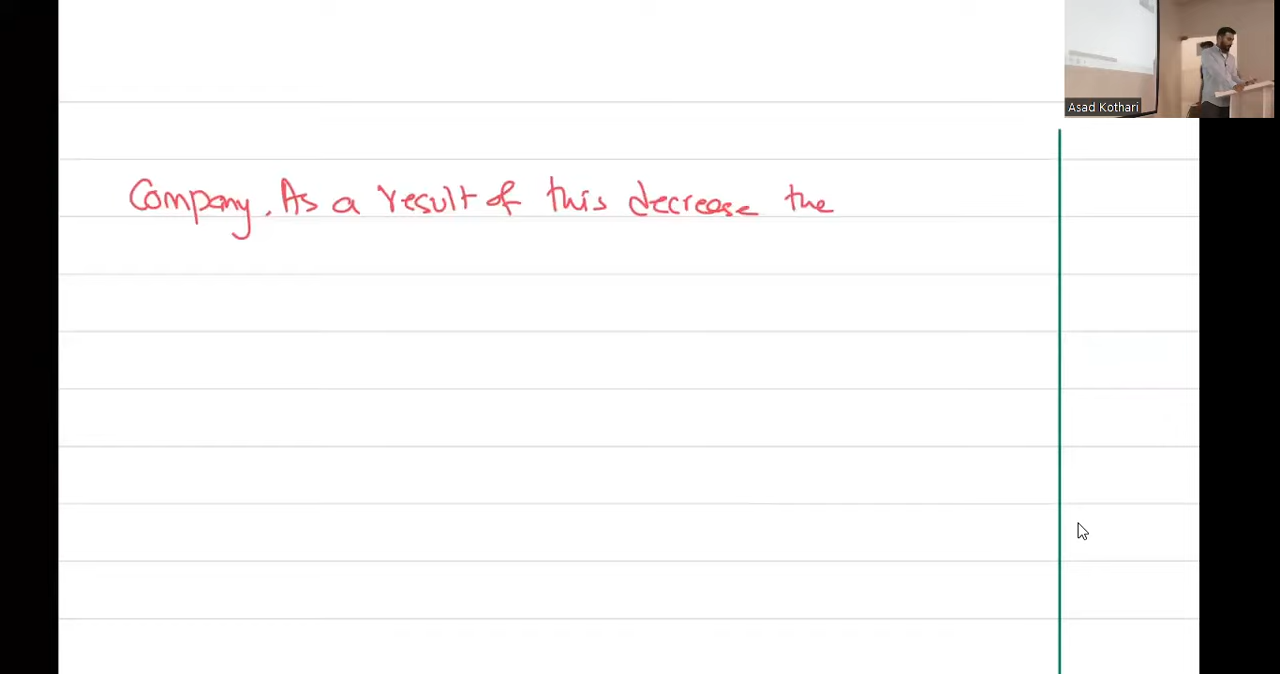 Asad Kothari
Company. As a result of this decrease the